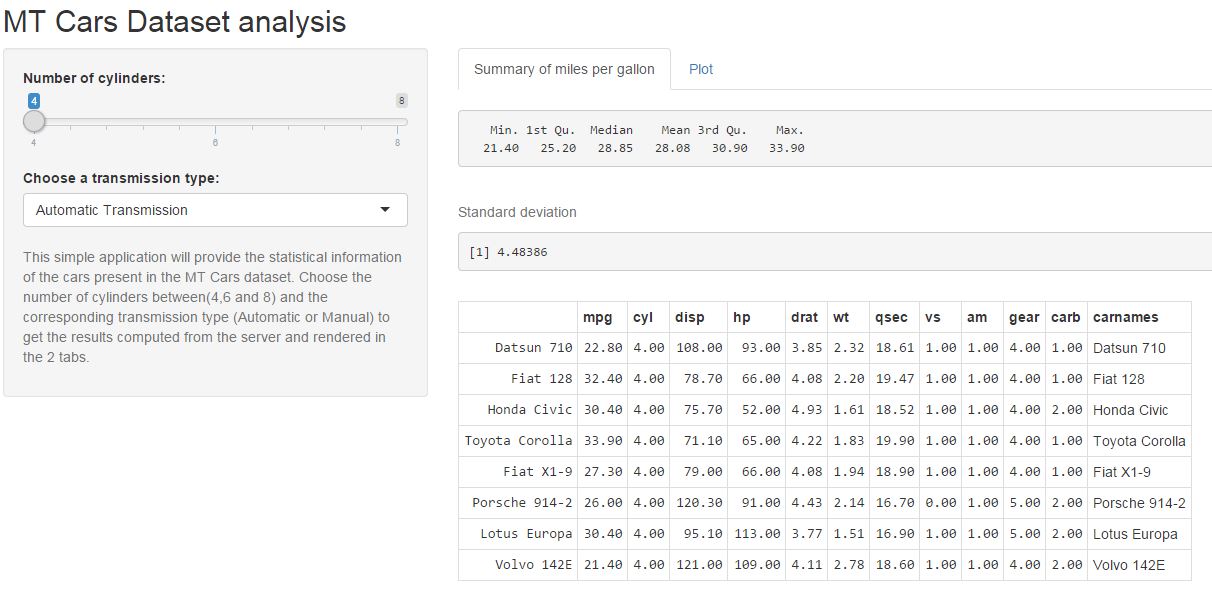 MT Cars Dataset analysis
Number of cylinders:
4 8
4 6 8
Choose a transmission type:
Automatic Transmission
This simple application will provide the statistical information
of the cars present in the MT Cars dataset. Choose the
number of cylinders between(4,6 and 8) and the
corresponding transmission type (Automatic or Manual) to
get the results computed from the server and rendered in
the 2 tabs.
Summary of miles per gallon Plot
Min. 1st Qu. Median Mean 3rd Qu. Max.
21.40 25.20 28.85 28.08 30.90 33.90
Standard deviation
[1] 4.48386
mpg cyl disp hp drat wt qsec vs am gear carb carnames
Datsun 710 22.80 4.00 108.00 93.00 3.85 2.32 18.61 1.00 1.00 4.00 1.00 Datsun 710
Fiat 128 32.40 4.00 78.70 66.00 4.08 2.20 19.47 1.00 1.00 4.00 1.00 Fiat 128
Honda Civic 30.40 4.00 75.70 52.00 4.93 1.61 18.52 1.00 1.00 4.00 2.00 Honda Civic
Toyota Corolla 33.90 4.00 71.10 65.00 4.22 1.83 19.90 1.00 1.00 4.00 1.00 Toyota Corolla
Fiat X1-9 27.30 4.00 79.00 66.00 4.08 1.94 18.90 1.00 1.00 4.00 1.00 Fiat X1-9
Porsche 914-2 26.00 4.00 120.30 91.00 4.43 2.14 16.70 0.00 1.00 5.00 2.00 Porsche 914-2
Lotus Europa 30.40 4.00 95.10 113.00 3.77 1.51 16.90 1.00 1.00 5.00 2.00 Lotus Europa
Volvo 142E 21.40 4.00 121.00 109.00 4.11 2.78 18.60 1.00 1.00 4.00 2.00 Volvo 142E